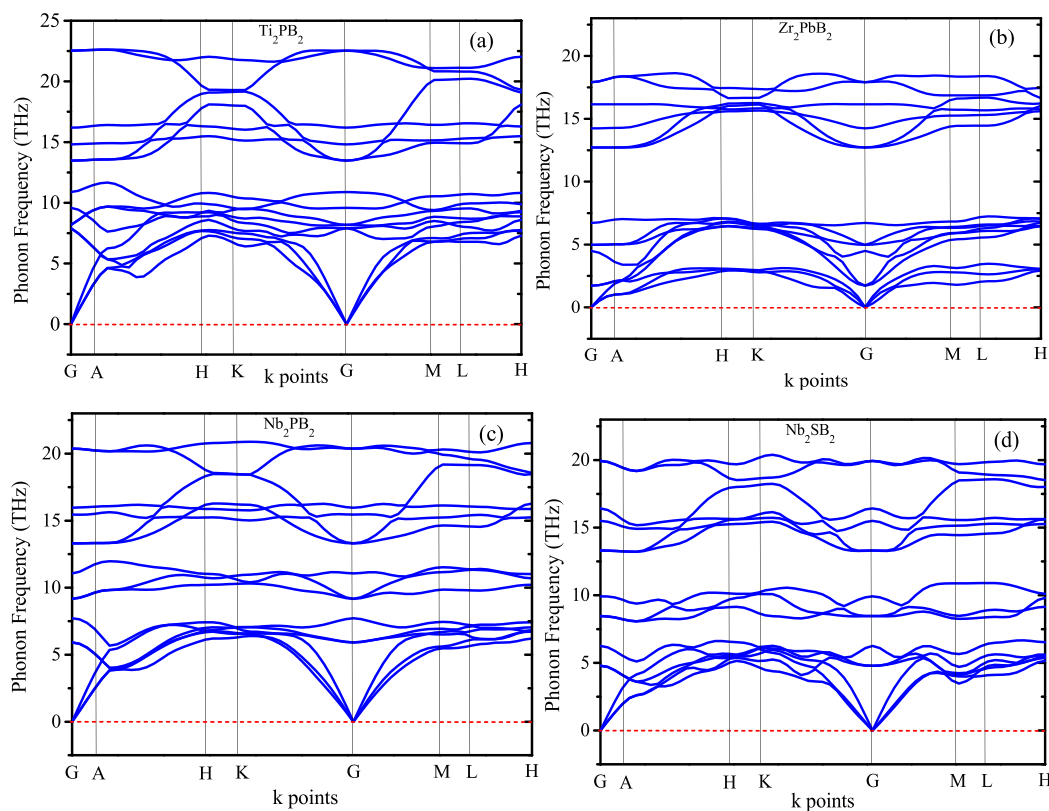 Ti₂PB₂
(a)
Phonon Frequency (THz)
25
20
15
10
5
0
G A H K G M L H
k points
Zr₂PbB₂
(b)
Phonon Frequency (THz)
20
15
10
5
0
G A H K G M L H
k points
Nb₂PB₂
(c)
Phonon Frequency (THz)
20
15
10
5
0
G A H K G M L H
k points
Nb₂SB₂
(d)
Phonon Frequency (THz)
20
15
10
5
0
G A H K G M L H
k points